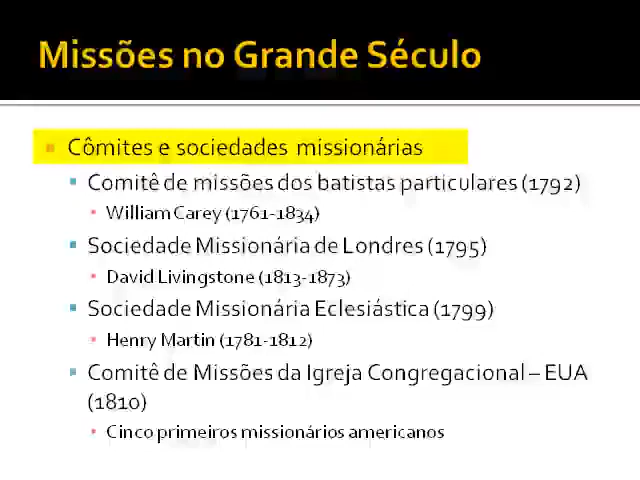 Missões no Grande Século
Cômites e sociedades missionárias
Comitê de missões dos batistas particulares (1792)
William Carey (1761-1834)
Sociedade Missionária de Londres (1795)
David Livingstone (1813-1873)
Sociedade Missionária Eclesiástica (1799)
Henry Martin (1781-1812)
Comitê de Missões da Igreja Congregacional – EUA
(1810)
Cinco primeiros missionários americanos